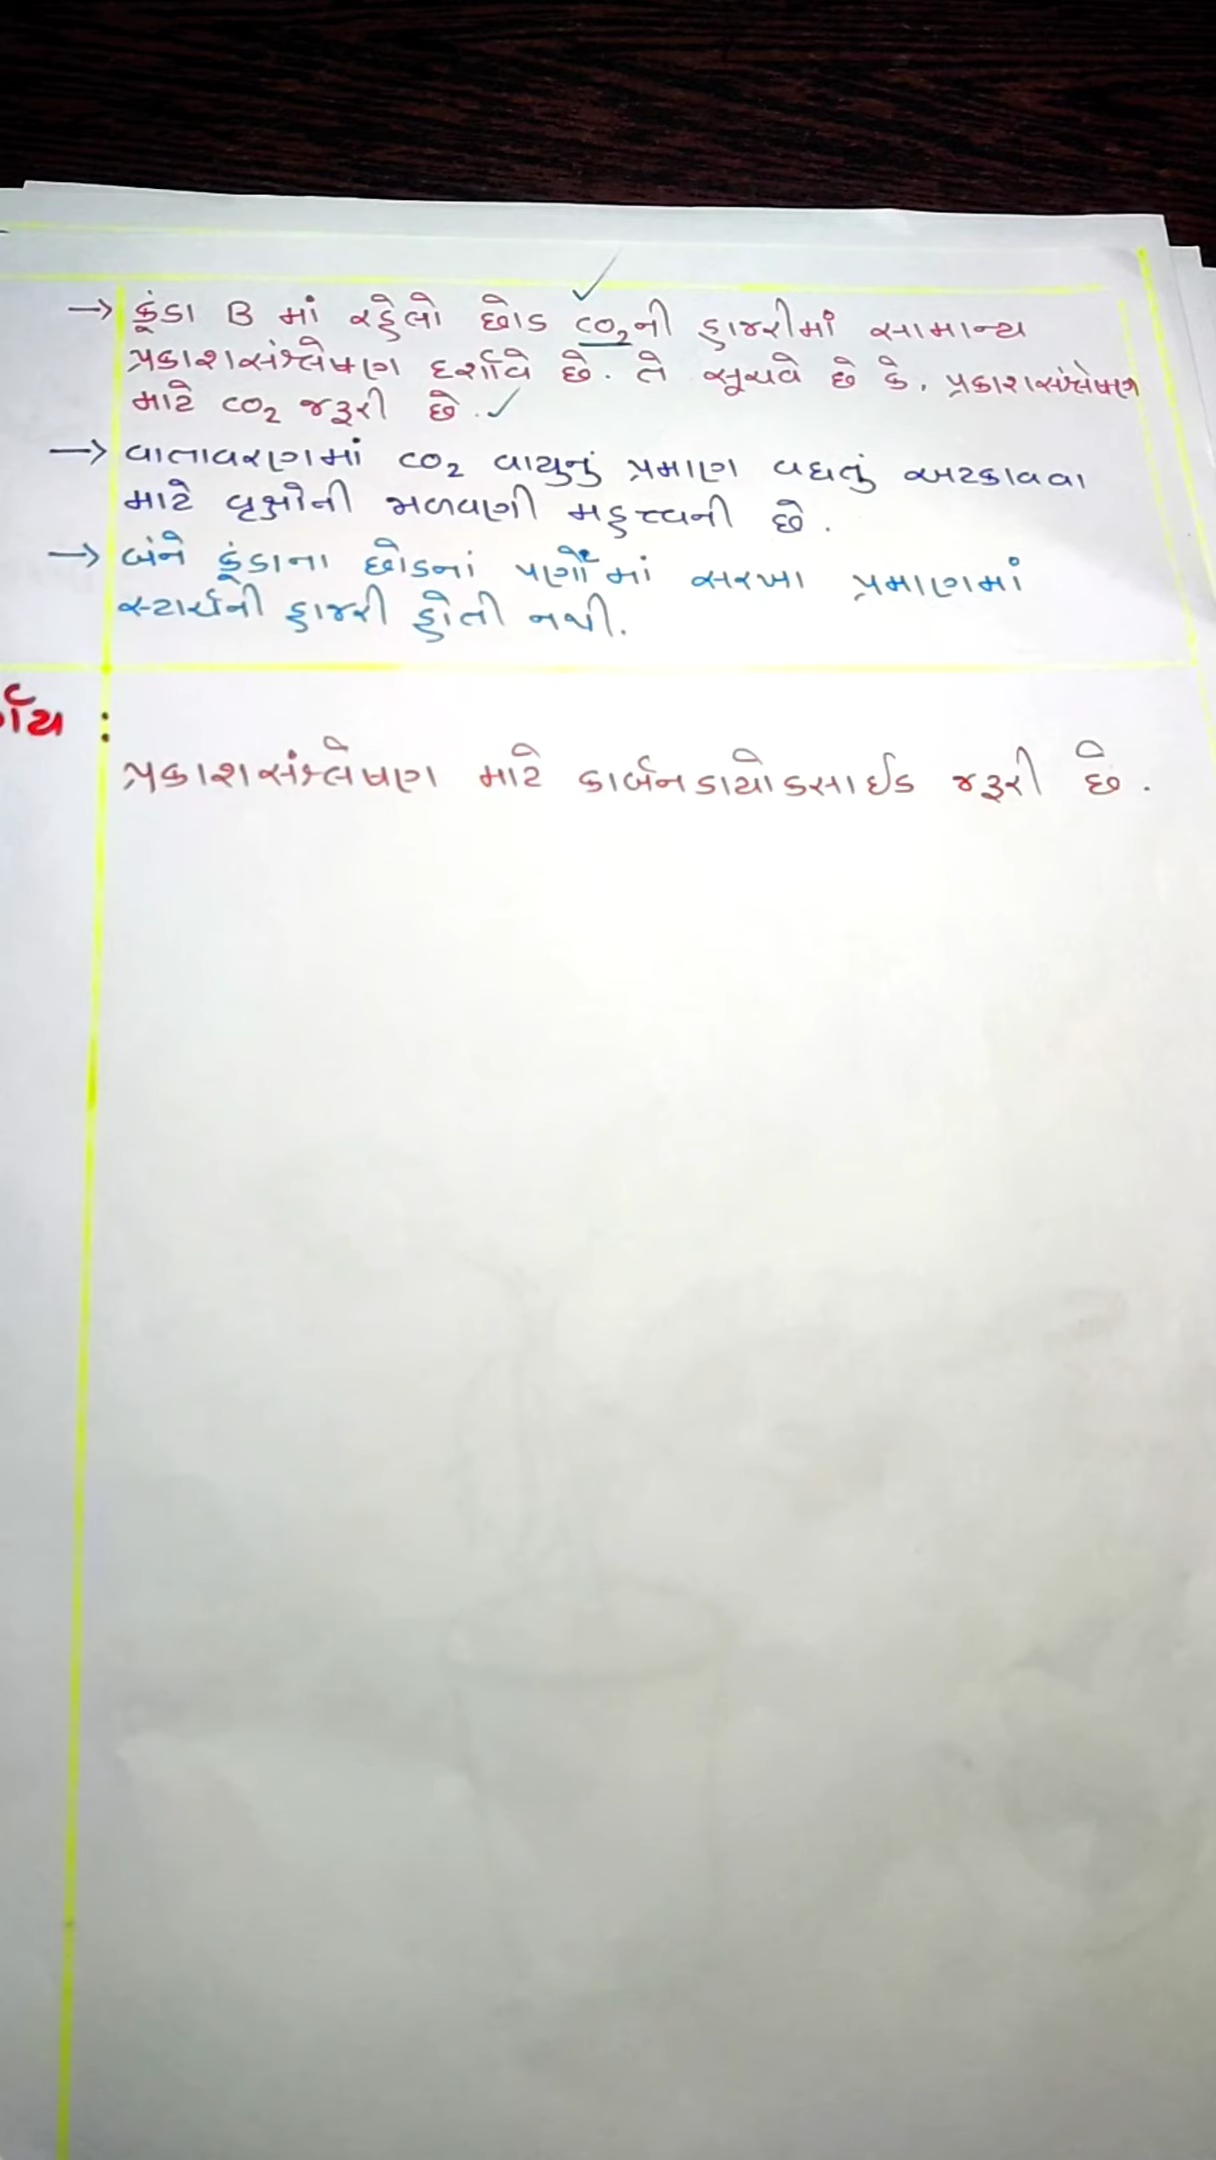 → કૂંડા B માં રહેલો છોડ CO₂ની હાજરીમાં સામાન્ય
પ્રકાશસંશ્લેષણ દર્શાવે છે. તે સૂચવે છે કે, પ્રકાશસંશ્લેષણ
માટે CO₂ જરૂરી છે.
→ વાતાવરણમાં CO₂ વાયુનું પ્રમાણ વધતું અટકાવવા
માટે વૃક્ષોની જાળવણી મહત્ત્વની છે.
→ બંને કૂંડાના છોડનાં પર્ણોમાં સરખા પ્રમાણમાં
સ્ટાર્ચની હાજરી હોતી નથી.
:
પ્રકાશસંશ્લેષણ માટે કાર્બન ડાયોક્સાઈડ જરૂરી છે.